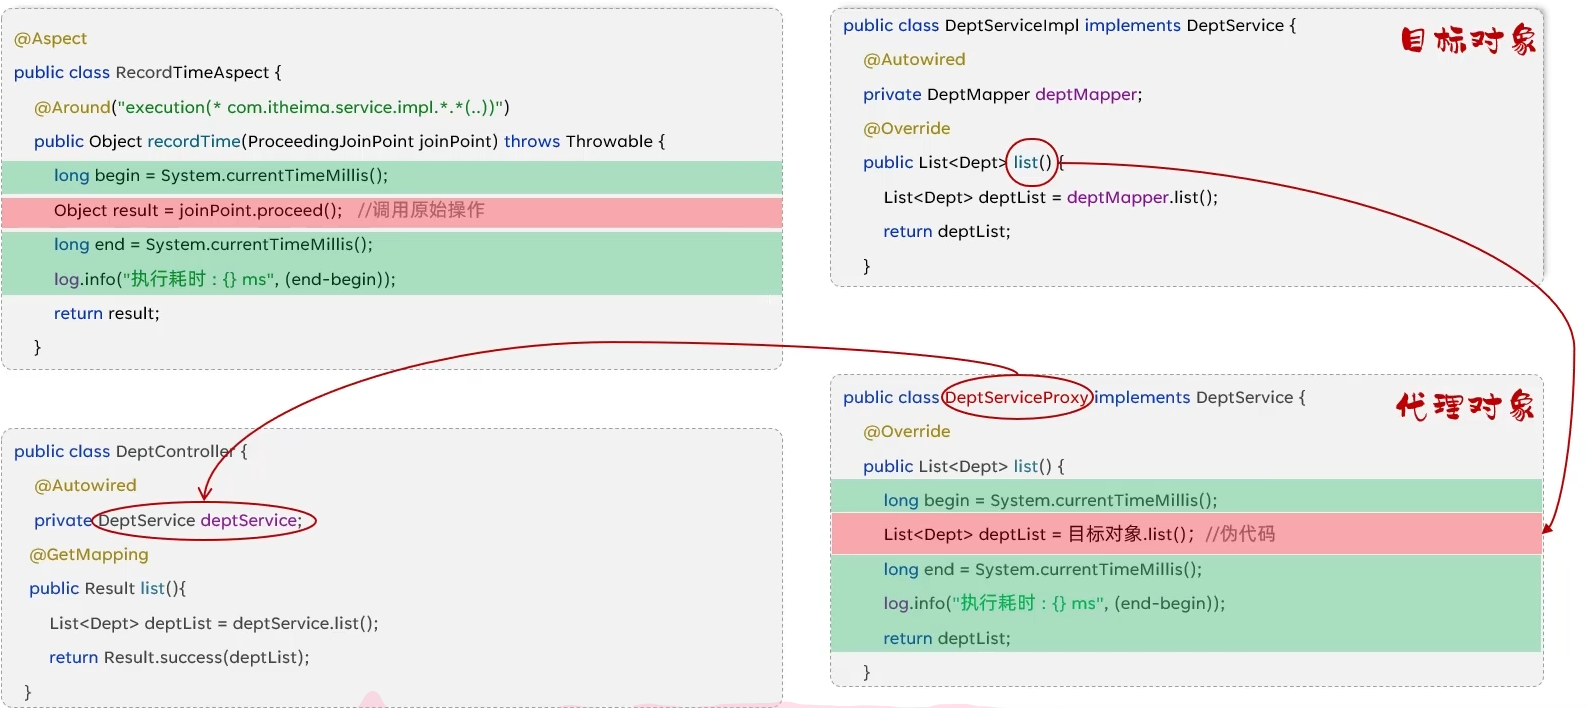 @Aspect
public class RecordTimeAspect {
@Around("execution(* com.itheima.service.impl.*.*(..))")
public Object recordTime(ProceedingJoinPoint joinPoint) throws Throwable {
long begin = System.currentTimeMillis();
Object result = joinPoint.proceed(); //调用原始操作
long end = System.currentTimeMillis();
log.info("执行耗时 : {} ms", (end-begin));
return result;
}
public class DeptServiceImpl implements DeptService {
目标对象
@Autowired
private DeptMapper deptMapper;
@Override
public List<Dept> list() {
List<Dept> deptList = deptMapper.list();
return deptList;
}
public class DeptController {
@Autowired
private DeptService deptService;
@GetMapping
public Result list(){
List<Dept> deptList = deptService.list();
return Result.success(deptList);
}
public class DeptServiceProxy implements DeptService {
代理对象
@Override
public List<Dept> list() {
long begin = System.currentTimeMillis();
List<Dept> deptList = 目标对象.list(); //伪代码
long end = System.currentTimeMillis();
log.info("执行耗时 : {} ms", (end-begin));
return deptList;
}